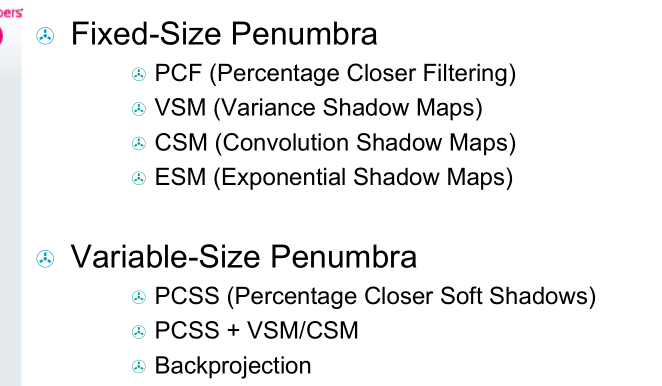 Fixed-Size Penumbra
PCF (Percentage Closer Filtering)
VSM (Variance Shadow Maps)
CSM (Convolution Shadow Maps)
ESM (Exponential Shadow Maps)
Variable-Size Penumbra
PCSS (Percentage Closer Soft Shadows)
PCSS + VSM/CSM
Backprojection